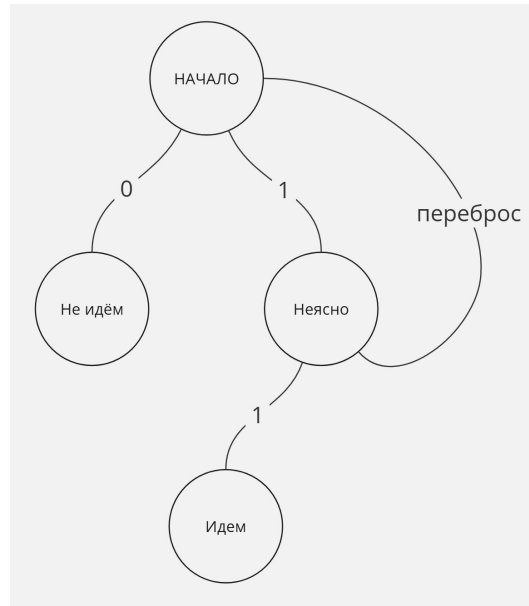 НАЧАЛО
0
1
переброс
Не идём
Неясно
1
Идем